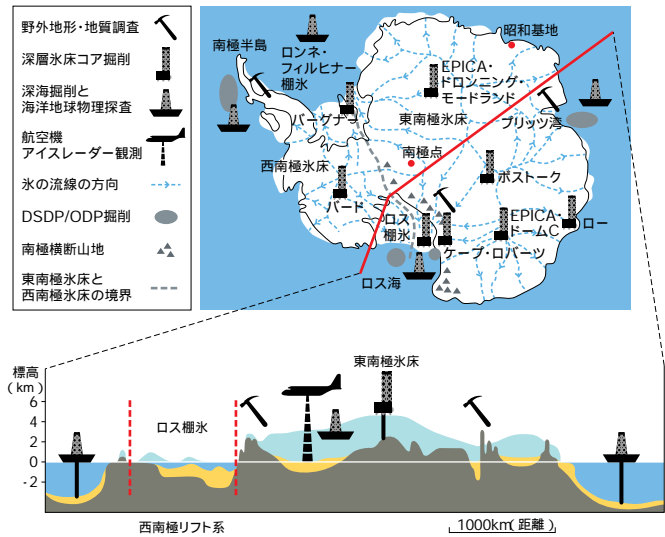 野外地形・地質調査
深層氷床コア掘削
深海掘削と
海洋地球物理探査
航空機
アイスレーダー観測
氷の流線の方向
DSDP/ODP掘削
南極横断山地
東南極氷床と
西南極氷床の境界
南極半島
ロンネ・
フィルヒナー
棚氷
昭和基地
EPICA・
ドロンニング・
モードランド
バーグナー
東南極氷床
プリッツ湾
南極点
西南極氷床
ボストーク
バード
ロス
棚氷
EPICA・
ドームC
ロー
ケープ・ロバーツ
ロス海
標高
(km)
東南極氷床
6
4
2
0
-2
ロス棚氷
西南極リフト系
1000km(距離)